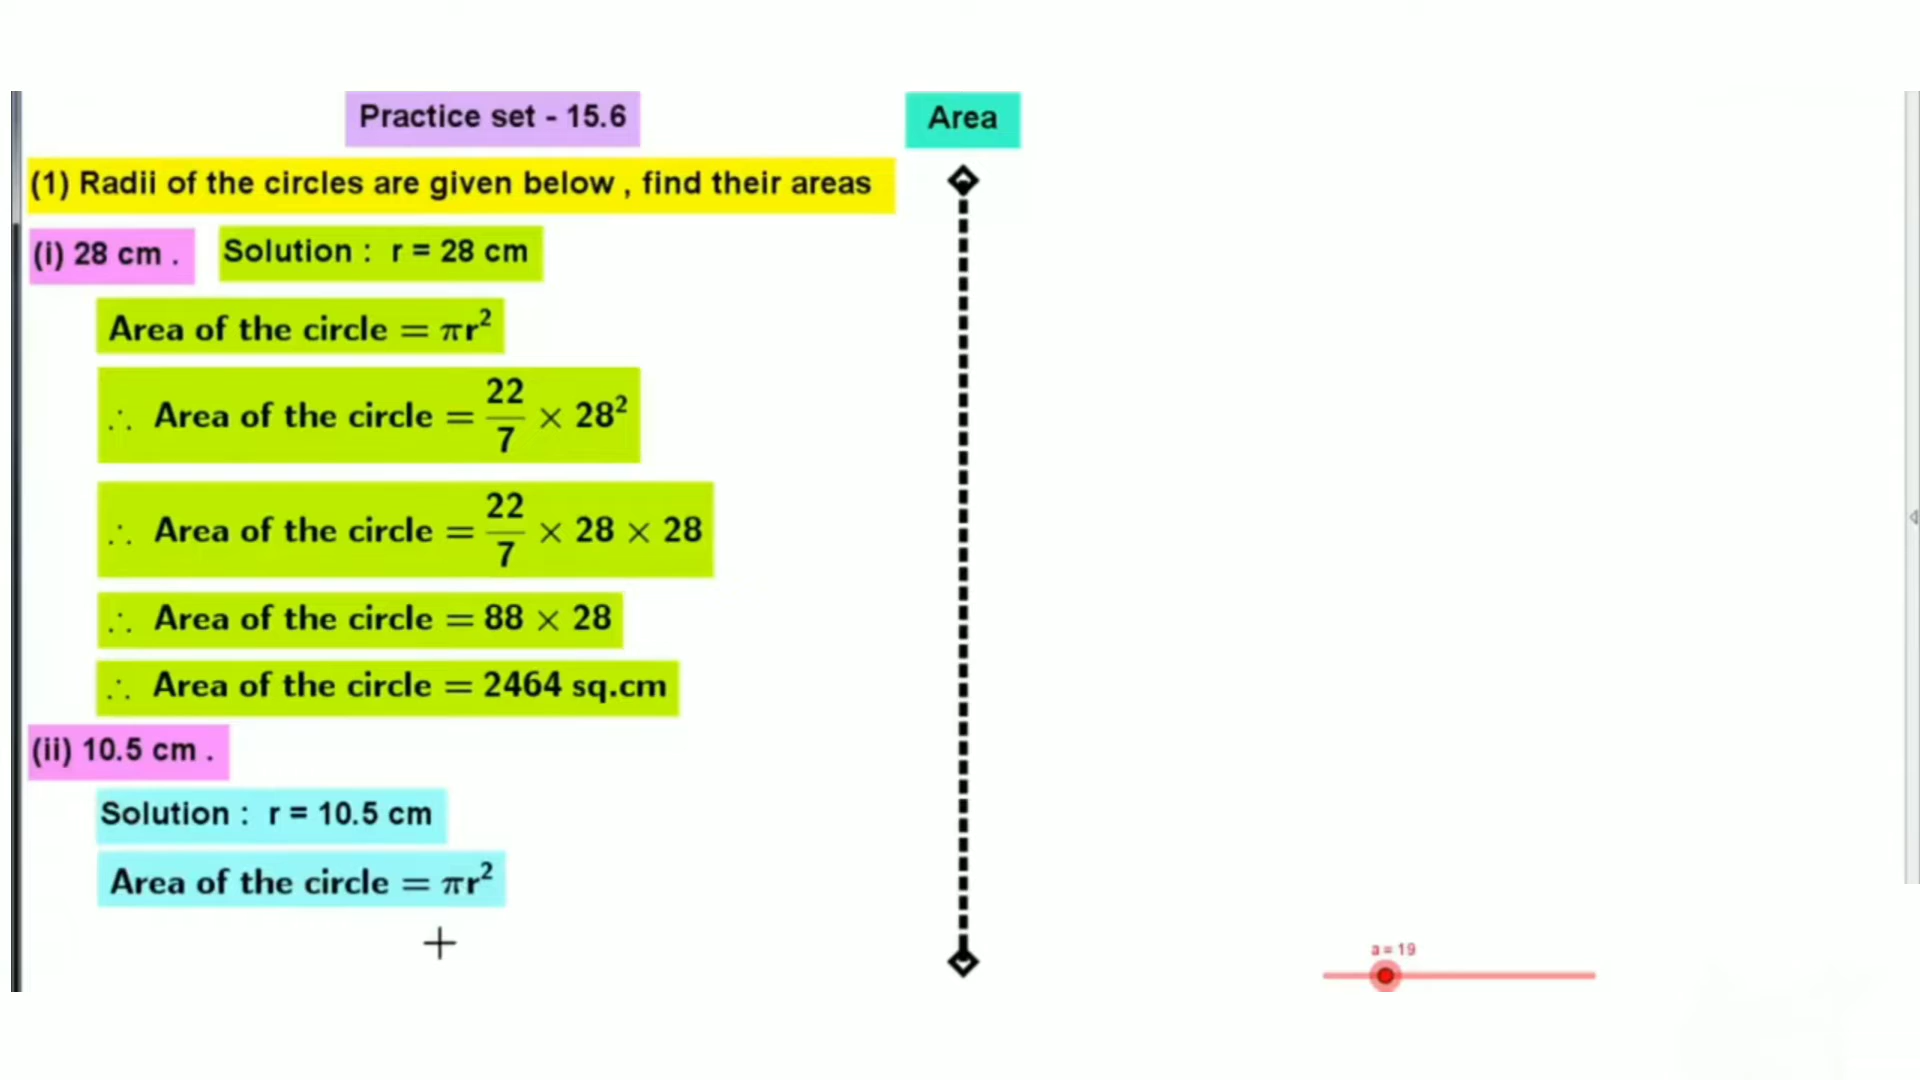 Practice set - 15.6
Area
(1) Radii of the circles are given below , find their areas
(i) 28 cm . Solution : r = 28 cm
Area of the circle = πr²
∴ Area of the circle = 22/7 × 28²
∴ Area of the circle = 22/7 × 28 × 28
∴ Area of the circle = 88 × 28
∴ Area of the circle = 2464 sq.cm
(ii) 10.5 cm .
Solution : r = 10.5 cm
Area of the circle = πr²
a = 19